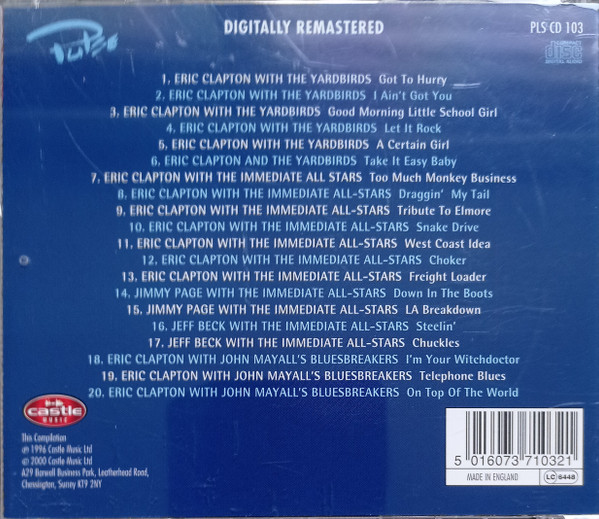 Pulse
DIGITALLY REMASTERED
PLS CD 103
COMPACT
disc
DIGITAL AUDIO
1. ERIC CLAPTON WITH THE YARDBIRDS Got To Hurry
2. ERIC CLAPTON WITH THE YARDBIRDS I Ain't Got You
3. ERIC CLAPTON WITH THE YARDBIRDS Good Morning Little School Girl
4. ERIC CLAPTON WITH THE YARDBIRDS Let It Rock
5. ERIC CLAPTON WITH THE YARDBIRDS A Certain Girl
6. ERIC CLAPTON AND THE YARDBIRDS Take It Easy Baby
7. ERIC CLAPTON WITH THE IMMEDIATE ALL STARS Too Much Monkey Business
8. ERIC CLAPTON WITH THE IMMEDIATE ALL-STARS Draggin' My Tail
9. ERIC CLAPTON WITH THE IMMEDIATE ALL-STARS Tribute To Elmore
10. ERIC CLAPTON WITH THE IMMEDIATE ALL-STARS Snake Drive
11. ERIC CLAPTON WITH THE IMMEDIATE ALL-STARS West Coast Idea
12. ERIC CLAPTON WITH THE IMMEDIATE ALL-STARS Choker
13. ERIC CLAPTON WITH THE IMMEDIATE ALL-STARS Freight Loader
14. JIMMY PAGE WITH THE IMMEDIATE ALL-STARS Down In The Boots
15. JIMMY PAGE WITH THE IMMEDIATE ALL-STARS LA Breakdown
16. JEFF BECK WITH THE IMMEDIATE ALL-STARS Steelin'
17. JEFF BECK WITH THE IMMEDIATE ALL-STARS Chuckles
18. ERIC CLAPTON WITH JOHN MAYALL'S BLUESBREAKERS I'm Your Witchdoctor
19. ERIC CLAPTON WITH JOHN MAYALL'S BLUESBREAKERS Telephone Blues
20. ERIC CLAPTON WITH JOHN MAYALL'S BLUESBREAKERS On Top Of The World
castle
MUSIC
This Compilation
℗ 1996 Castle Music Ltd
© 2000 Castle Music Ltd
A29 Barwell Business Park, Leatherhead Road,
Chessington, Surrey KT9 2NY
5 016073 710321
MADE IN ENGLAND
LC 6448